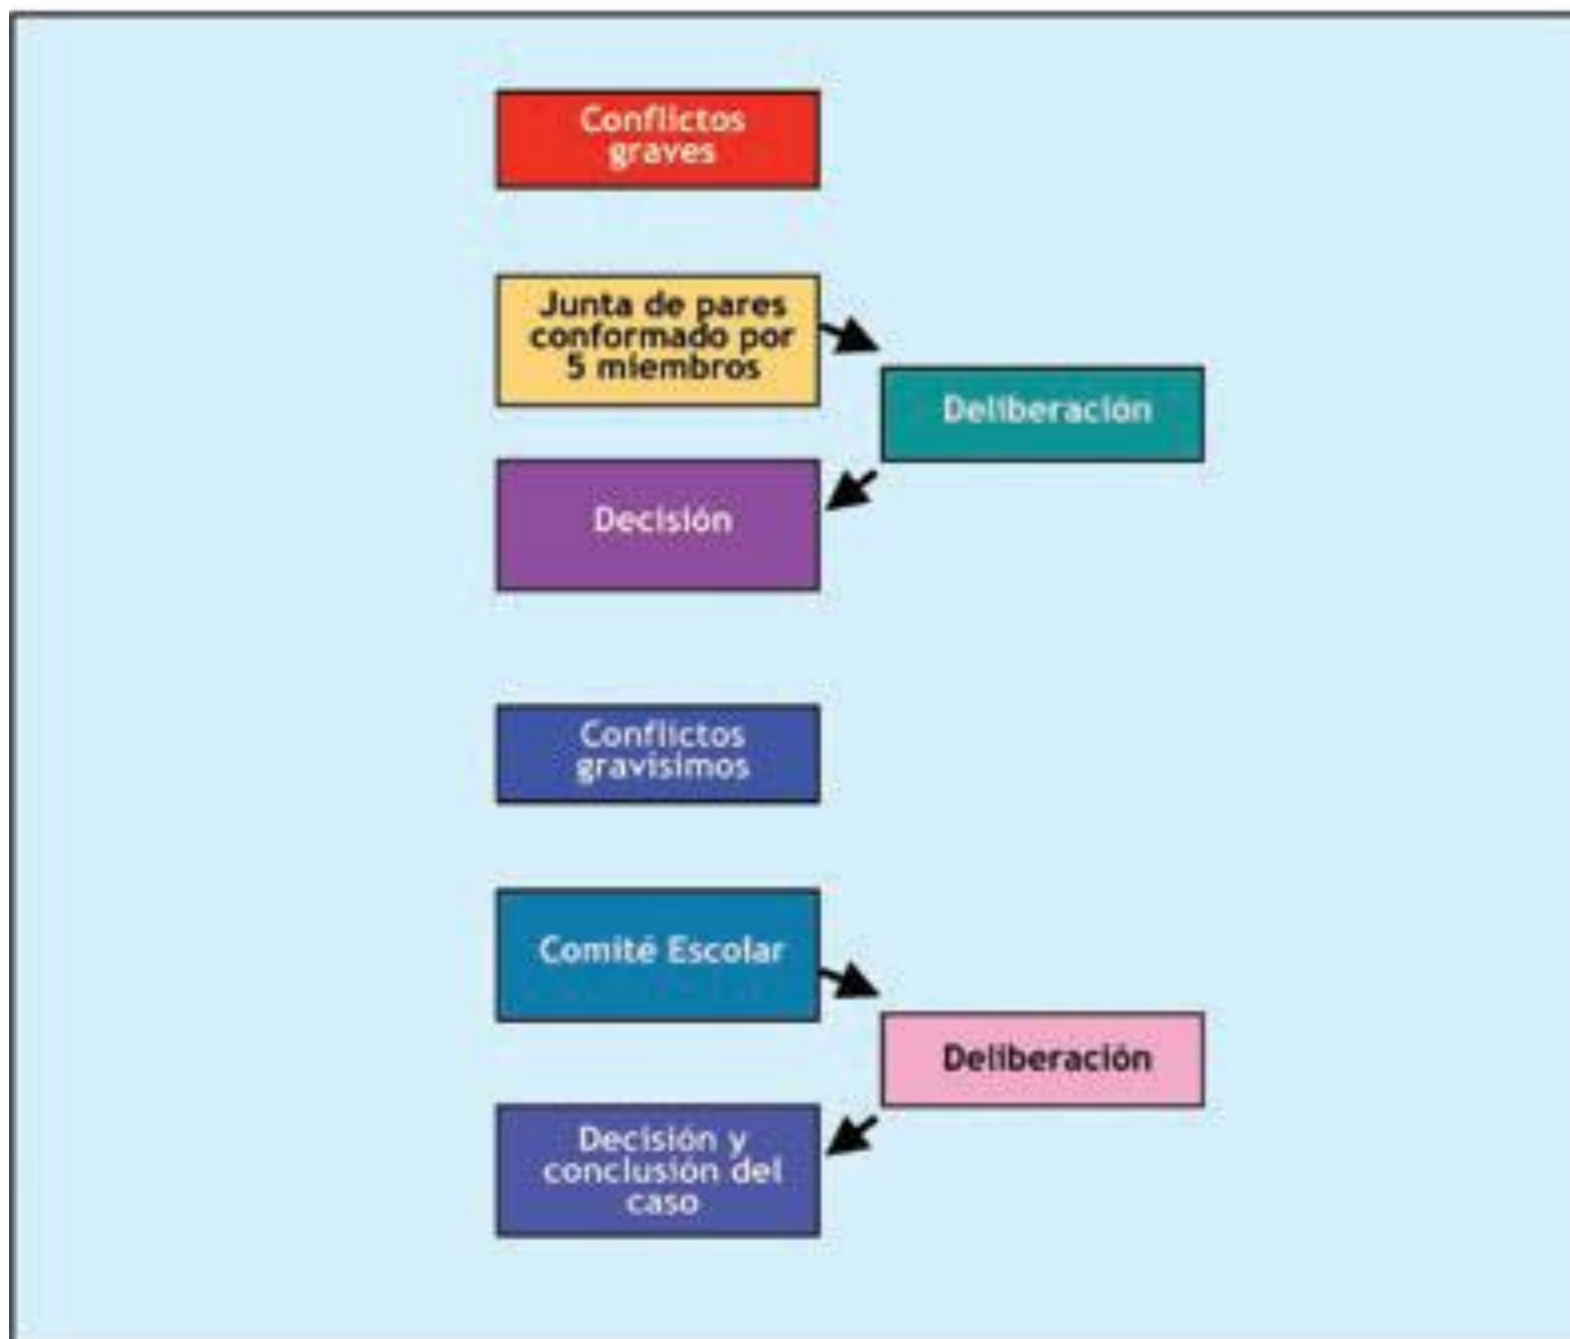 Conflictos
graves
Junta de pares
conformado por
5 miembros
Deliberación
Decisión
Conflictos
gravísimos
Comité Escolar
Deliberación
Decisión y
conclusión del
caso